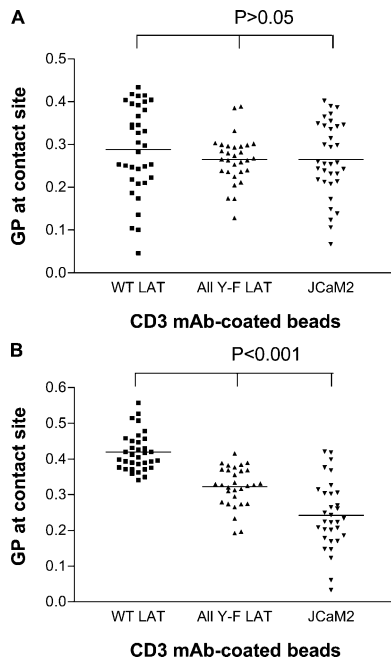 A
P>0.05
0.5
0.4
0.3
0.2
0.1
0.0
GP at contact site
WT LAT All Y-F LAT JCaM2
CD3 mAb-coated beads
B
P<0.001
0.6
0.5
0.4
0.3
0.2
0.1
0.0
GP at contact site
WT LAT All Y-F LAT JCaM2
CD3 mAb-coated beads